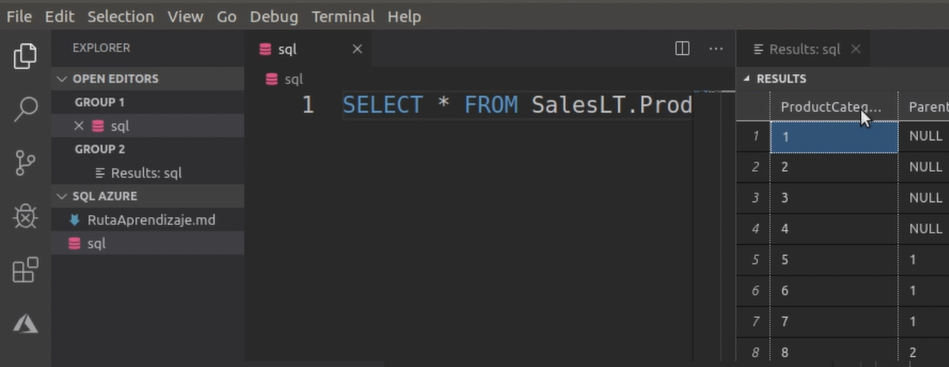 File Edit Selection View Go Debug Terminal Help
EXPLORER
OPEN EDITORS
GROUP 1
sql
GROUP 2
Results: sql
SQL AZURE
RutaAprendizaje.md
sql
sql
sql
1 SELECT * FROM SalesLT.Prod
Results: sql
RESULTS
ProductCateg... Parent
1 1 NULL
2 2 NULL
3 3 NULL
4 4 NULL
5 5 1
6 6 1
7 7 1
8 8 2